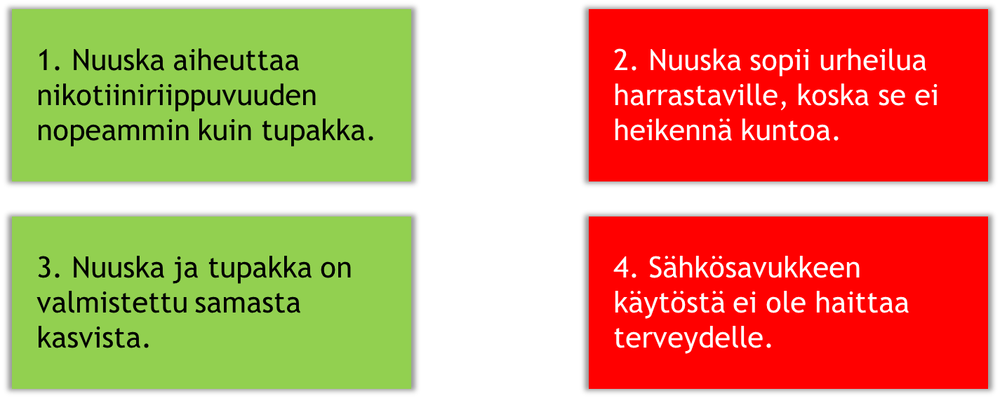 1. Nuuska aiheuttaa
nikotiiniriippuvuuden
nopeammin kuin tupakka.
2. Nuuska sopii urheilua
harrastaville, koska se ei
heikennä kuntoa.
3. Nuuska ja tupakka on
valmistettu samasta
kasvista.
4. Sähkösavukkeen
käytöstä ei ole haittaa
terveydelle.